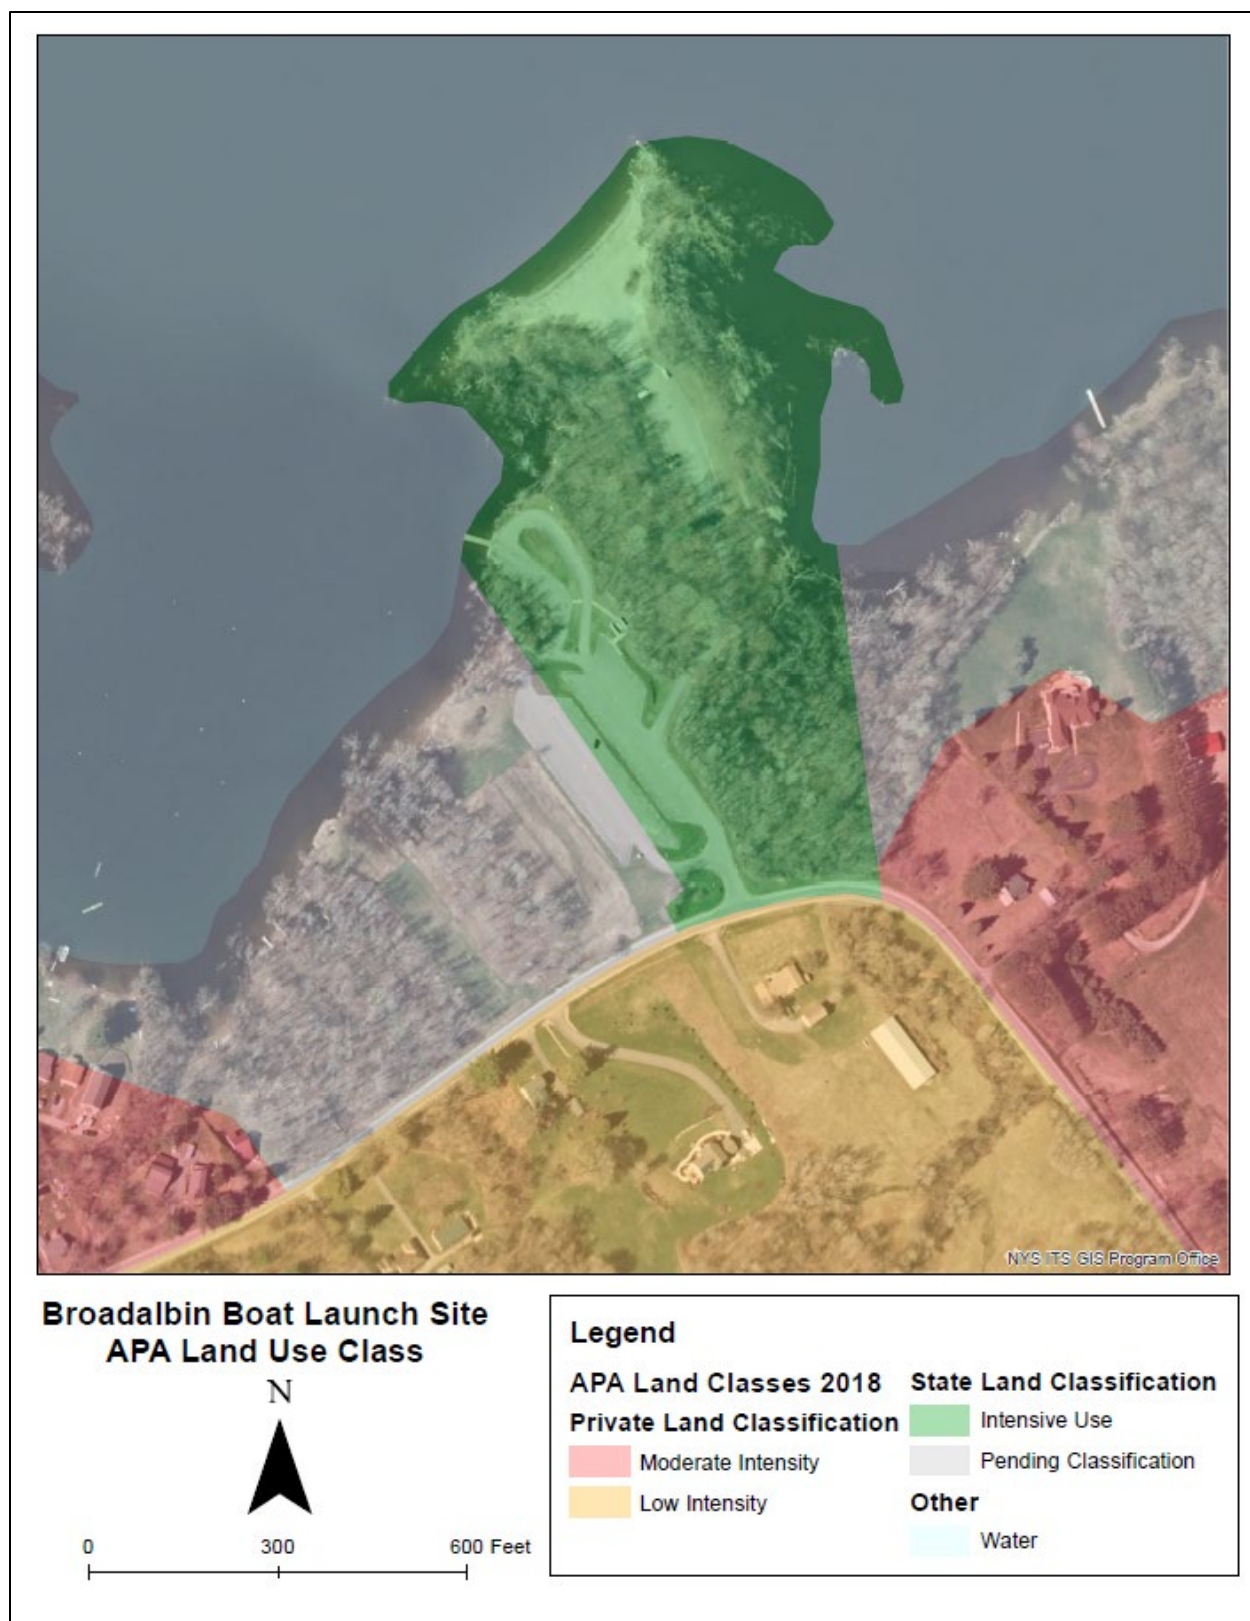 NYS ITS GIS Program Office
Broadalbin Boat Launch Site
APA Land Use Class
N
0 300 600 Feet
Legend
APA Land Classes 2018
Private Land Classification
Moderate Intensity
Low Intensity
State Land Classification
Intensive Use
Pending Classification
Other
Water